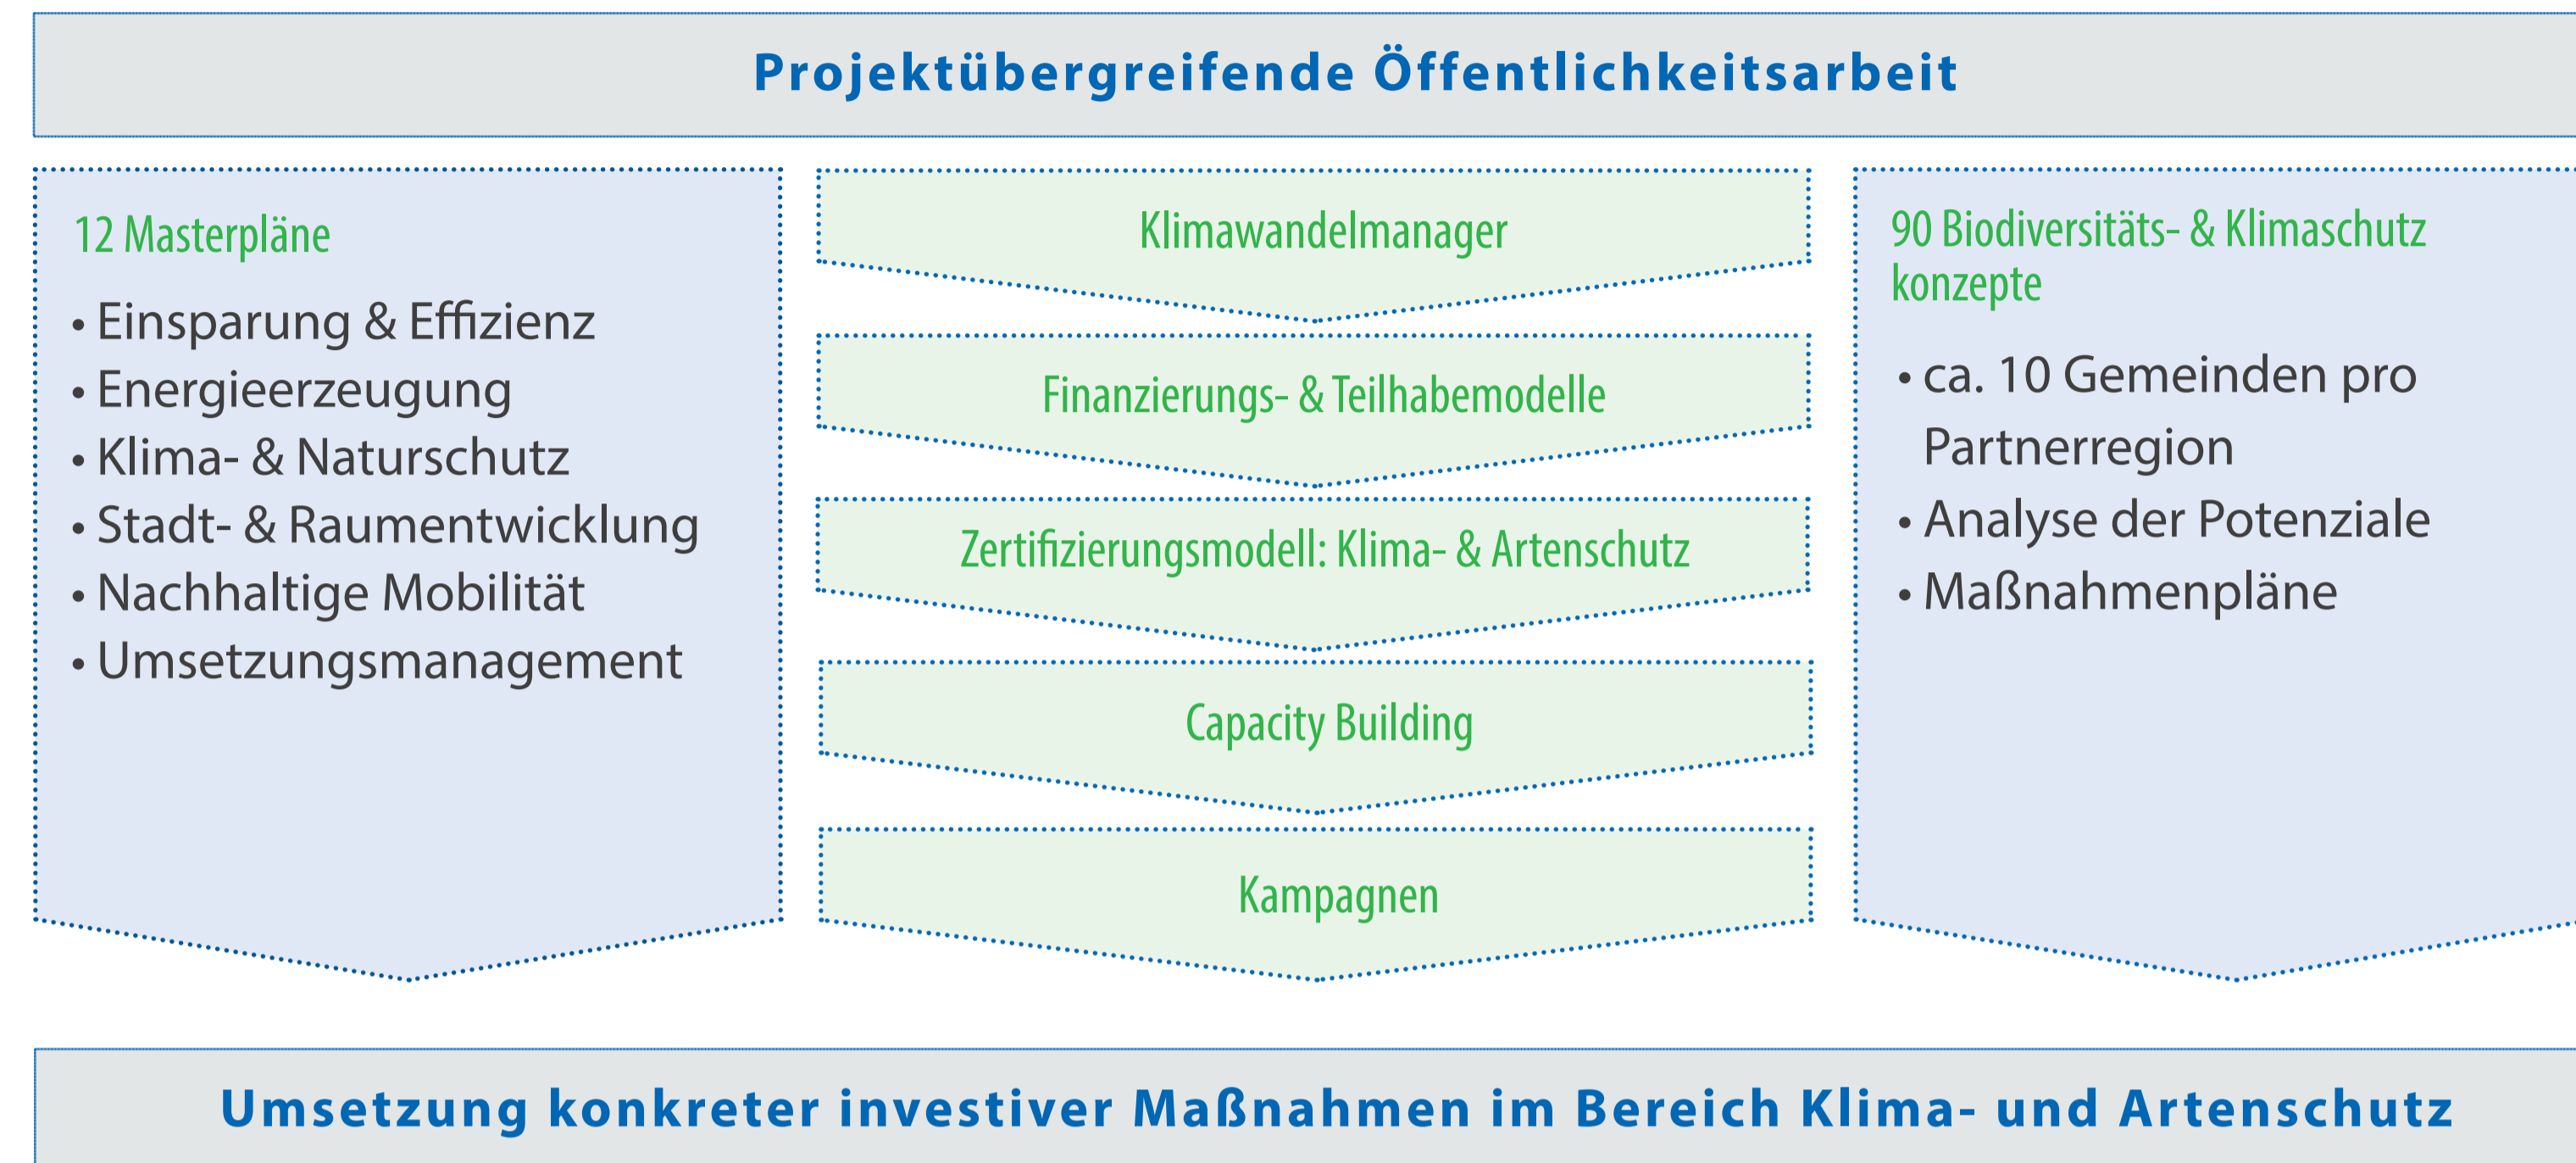 Projektübergreifende Öffentlichkeitsarbeit
12 Masterpläne
• Einsparung & Effizienz
• Energieerzeugung
• Klima- & Naturschutz
• Stadt- & Raumentwicklung
• Nachhaltige Mobilität
• Umsetzungsmanagement
Klimawandelmanager
Finanzierungs- & Teilhabemodelle
Zertifizierungsmodell: Klima- & Artenschutz
Capacity Building
Kampagnen
90 Biodiversitäts- & Klimaschutz
konzepte
• ca. 10 Gemeinden pro
Partnerregion
• Analyse der Potenziale
• Maßnahmenpläne
Umsetzung konkreter investiver Maßnahmen im Bereich Klima- und Artenschutz